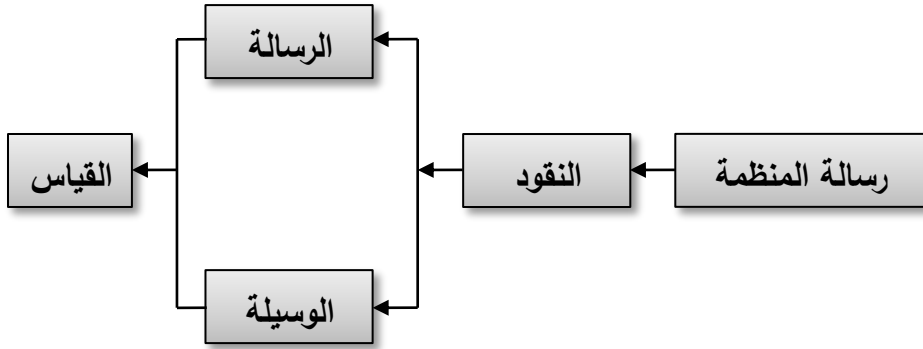 رسالة المنظمة
النقود
الرسالة
الوسيلة
القياس